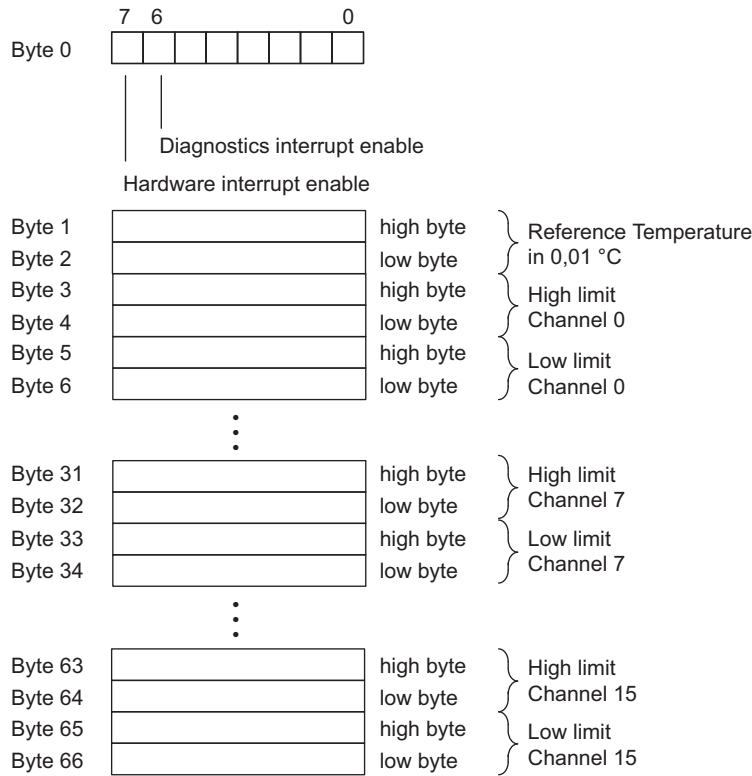 7 6 0
Byte 0
Diagnostics interrupt enable
Hardware interrupt enable
Byte 1 high byte
Reference Temperature
in 0,01 °C
Byte 2 low byte
Byte 3 high byte
High limit
Channel 0
Byte 4 low byte
Byte 5 high byte
Low limit
Channel 0
Byte 6 low byte
Byte 31 high byte
High limit
Channel 7
Byte 32 low byte
Byte 33 high byte
Low limit
Channel 7
Byte 34 low byte
Byte 63 high byte
High limit
Channel 15
Byte 64 low byte
Byte 65 high byte
Low limit
Channel 15
Byte 66 low byte